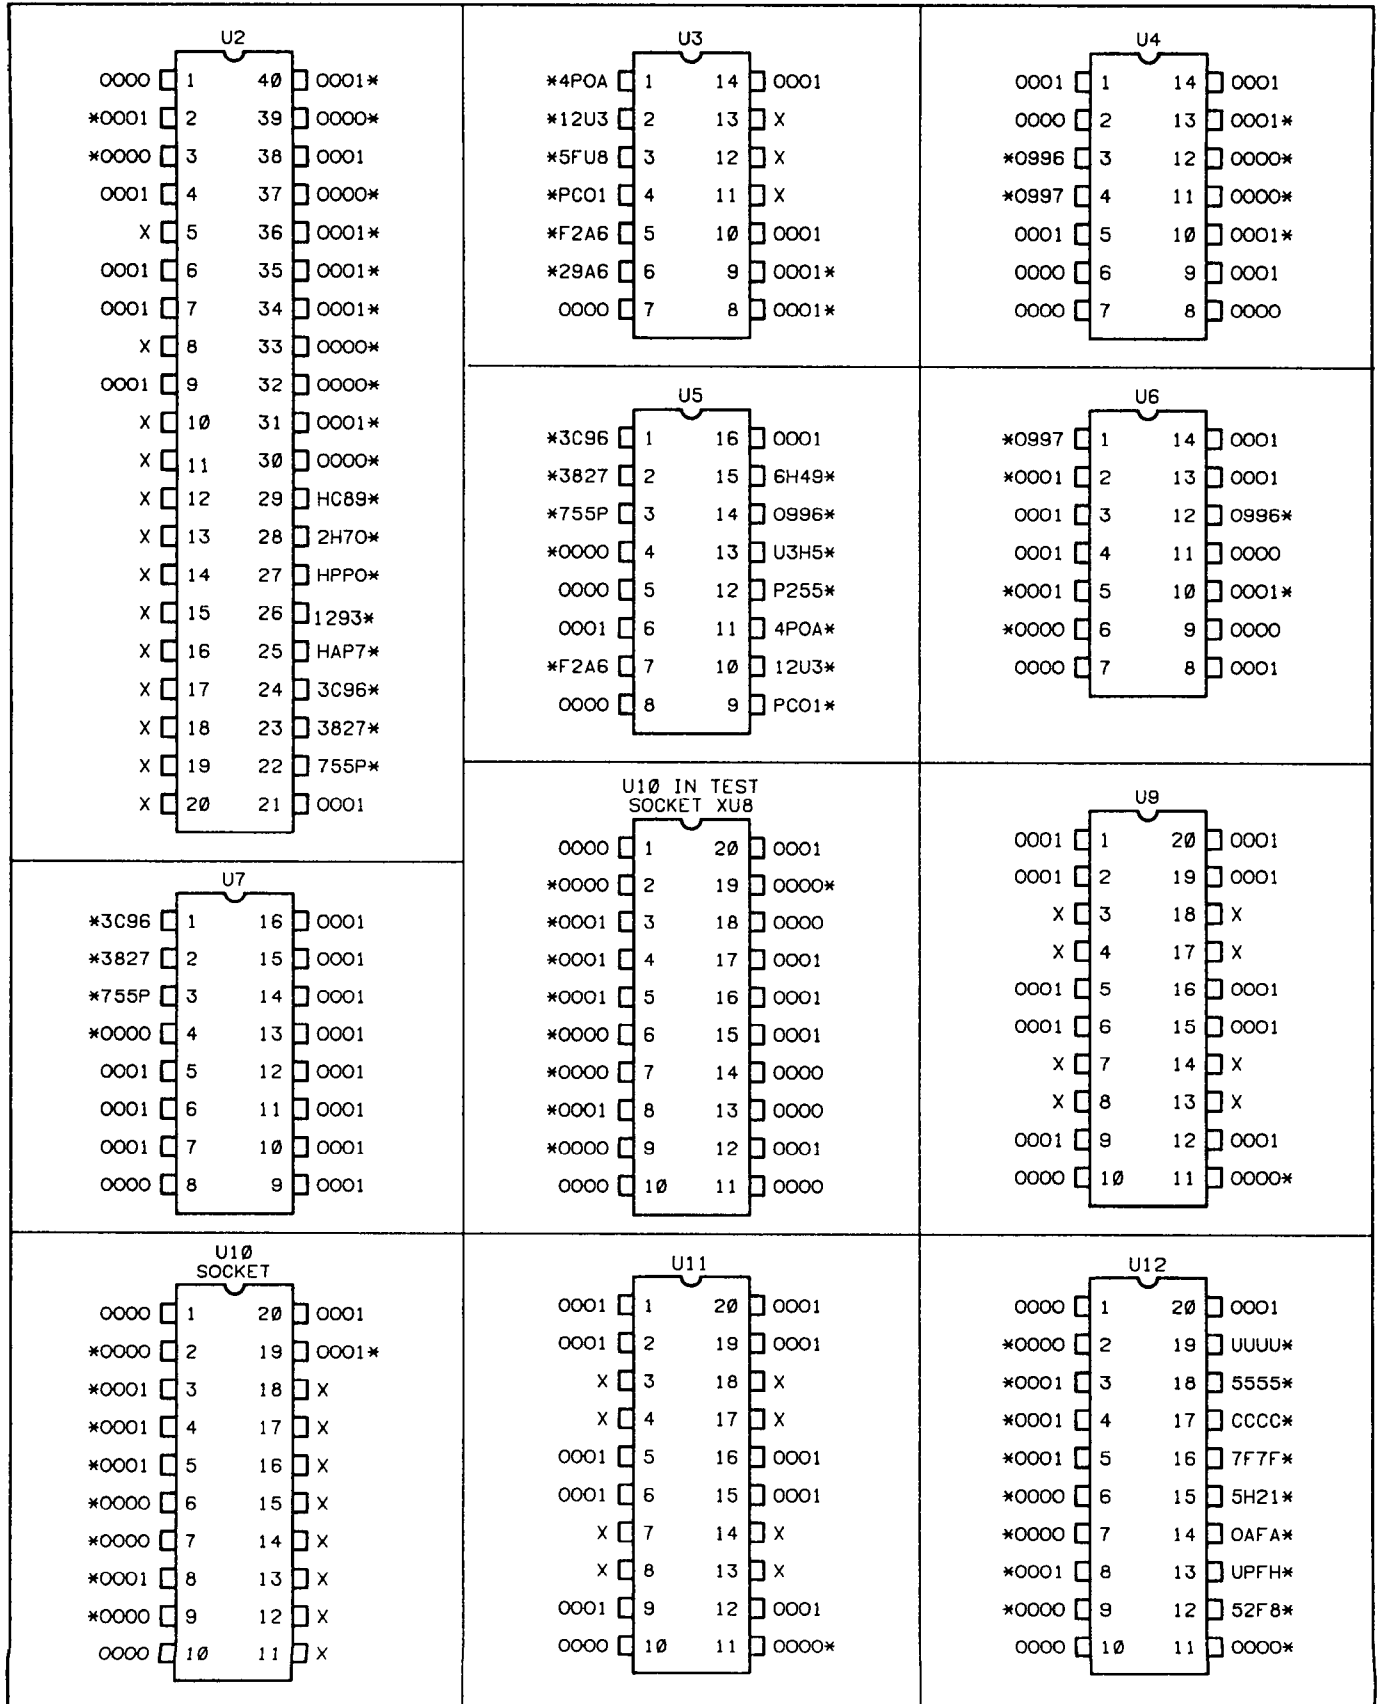 U2
0000 1 40 0001*
*0001 2 39 0000*
*0000 3 38 0001
0001 4 37 0000*
X 5 36 0001*
0001 6 35 0001*
0001 7 34 0001*
X 8 33 0000*
0001 9 32 0000*
X 10 31 0001*
X 11 30 0000*
X 12 29 HC89*
X 13 28 2H70*
X 14 27 HPPO*
X 15 26 1293*
X 16 25 HAP7*
X 17 24 3C96*
X 18 23 3827*
X 19 22 755P*
X 20 21 0001
U3
*4POA 1 14 0001
*12U3 2 13 X
*5FU8 3 12 X
*PC01 4 11 X
*F2A6 5 10 0001
*29A6 6 9 0001*
0000 7 8 0001*
U4
0001 1 14 0001
0000 2 13 0001*
*0996 3 12 0000*
*0997 4 11 0000*
0001 5 10 0001*
0000 6 9 0001
0000 7 8 0000
U5
*3C96 1 16 0001
*3827 2 15 6H49*
*755P 3 14 0996*
*0000 4 13 U3H5*
0000 5 12 P255*
0001 6 11 4POA*
*F2A6 7 10 12U3*
0000 8 9 PC01*
U6
*0997 1 14 0001
*0001 2 13 0001
0001 3 12 0996*
0001 4 11 0000
*0001 5 10 0001*
*0000 6 9 0000
0000 7 8 0001
U7
*3C96 1 16 0001
*3827 2 15 0001
*755P 3 14 0001
*0000 4 13 0001
0001 5 12 0001
0001 6 11 0001
0001 7 10 0001
0000 8 9 0001
U10 IN TEST
SOCKET XU8
0000 1 20 0001
*0000 2 19 0000*
*0001 3 18 0000
*0001 4 17 0001
*0001 5 16 0001
*0000 6 15 0001
*0000 7 14 0000
*0001 8 13 0000
*0000 9 12 0001
0000 10 11 0000
U9
0001 1 20 0001
0001 2 19 0001
X 3 18 X
X 4 17 X
0001 5 16 0001
0001 6 15 0001
X 7 14 X
X 8 13 X
0001 9 12 0001
0000 10 11 0000*
U10
SOCKET
0000 1 20 0001
*0000 2 19 0001*
*0001 3 18 X
*0001 4 17 X
*0001 5 16 X
*0000 6 15 X
*0000 7 14 X
*0001 8 13 X
*0000 9 12 X
0000 10 11 X
U11
0001 1 20 0001
0001 2 19 0001
X 3 18 X
X 4 17 X
0001 5 16 0001
0001 6 15 0001
X 7 14 X
X 8 13 X
0001 9 12 0001
0000 10 11 0000*
U12
0000 1 20 0001
*0000 2 19 UUUU*
*0001 3 18 5555*
*0001 4 17 CCCC*
*0001 5 16 7F7F*
*0000 6 15 5H21*
*0000 7 14 0AFA*
*0001 8 13 UPFH*
*0000 9 12 52F8*
0000 10 11 0000*